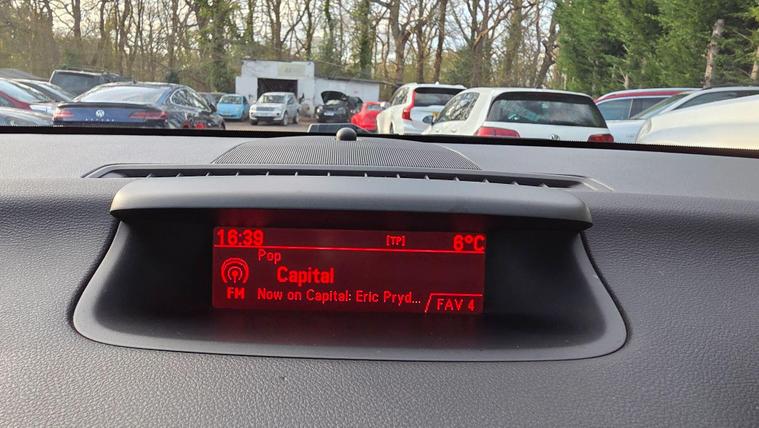 16:39 [TP] 6°C
Pop
Capital
FM Now on Capital: Eric Pryd... FAV 4